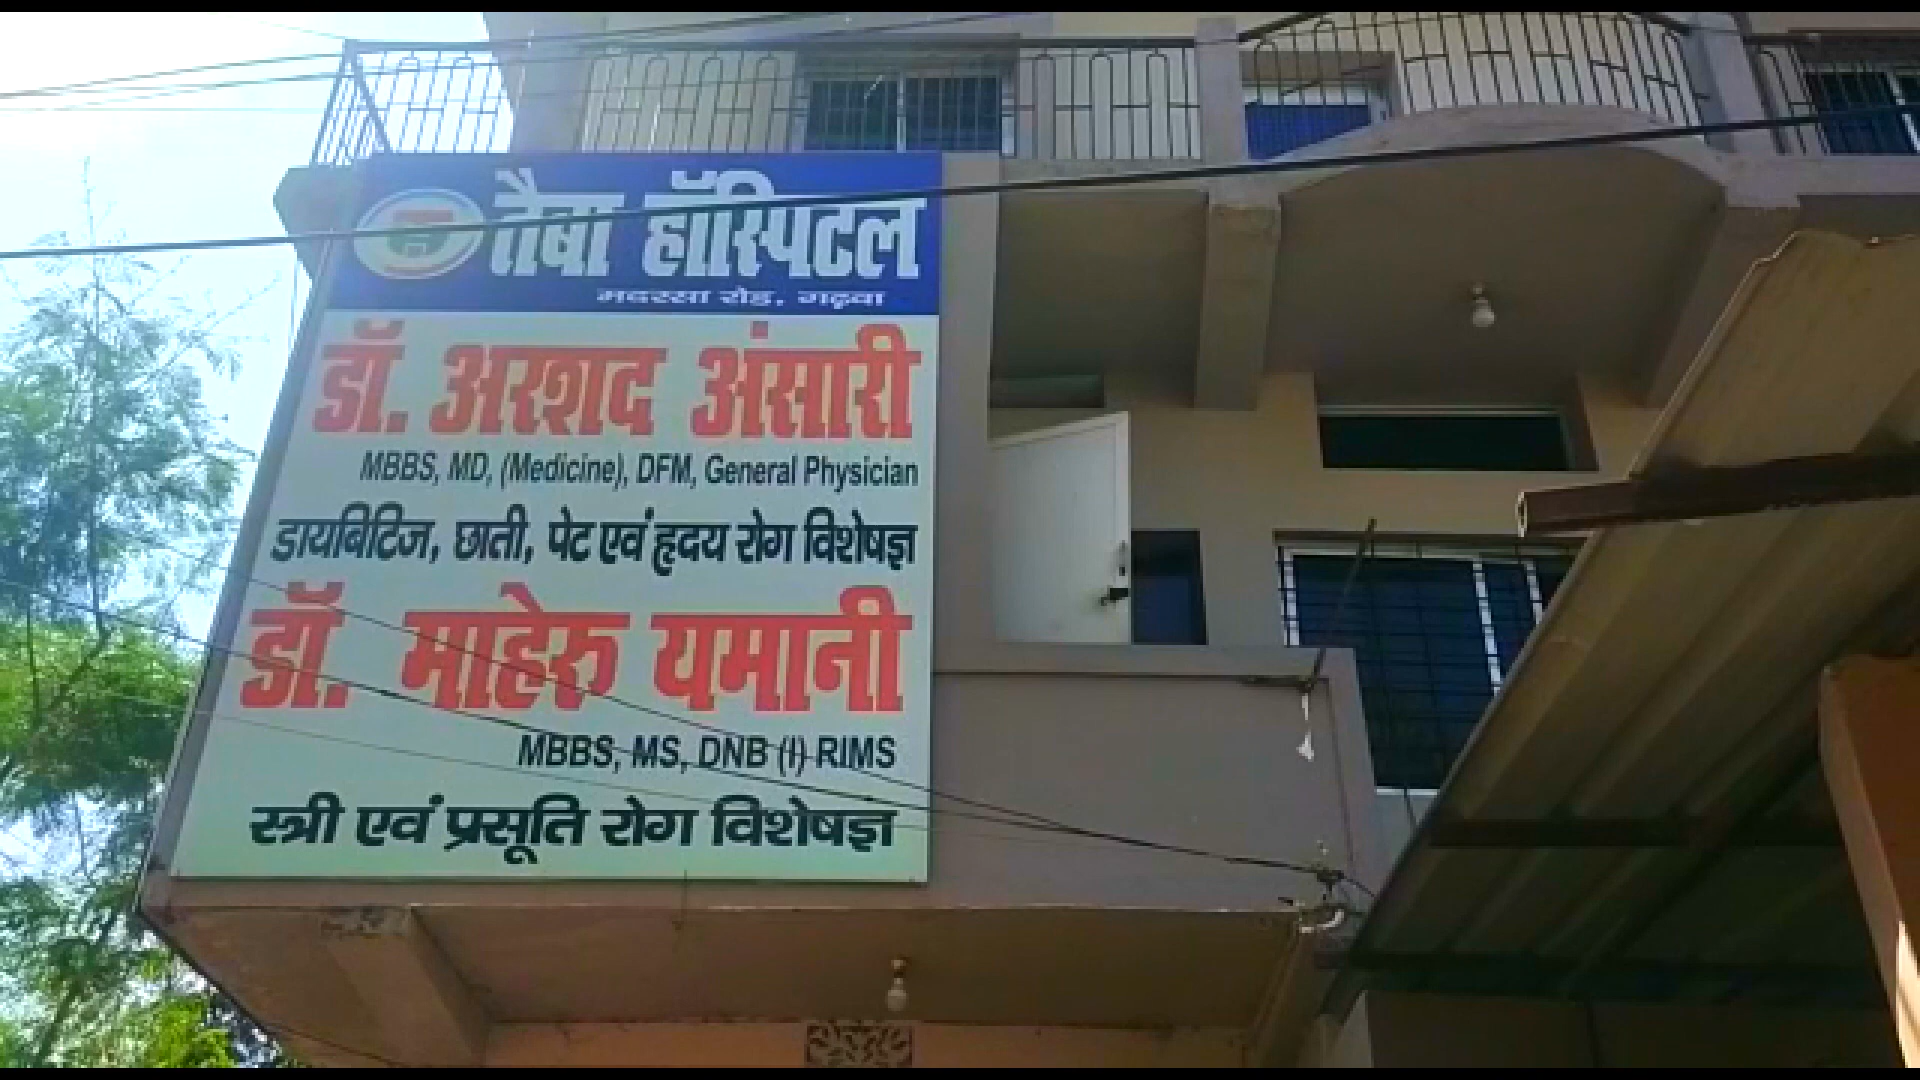 तैबा हॉस्पिटल
मदरसा रोड, गढ़वा
डॉ. अरशद अंसारी
MBBS, MD, (Medicine), DFM, General Physician
डायबिटिज, छाती, पेट एवं हृदय रोग विशेषज्ञ
डॉ. माहेरु यमानी
MBBS, MS, DNB (I) RIMS
स्त्री एवं प्रसूति रोग विशेषज्ञ